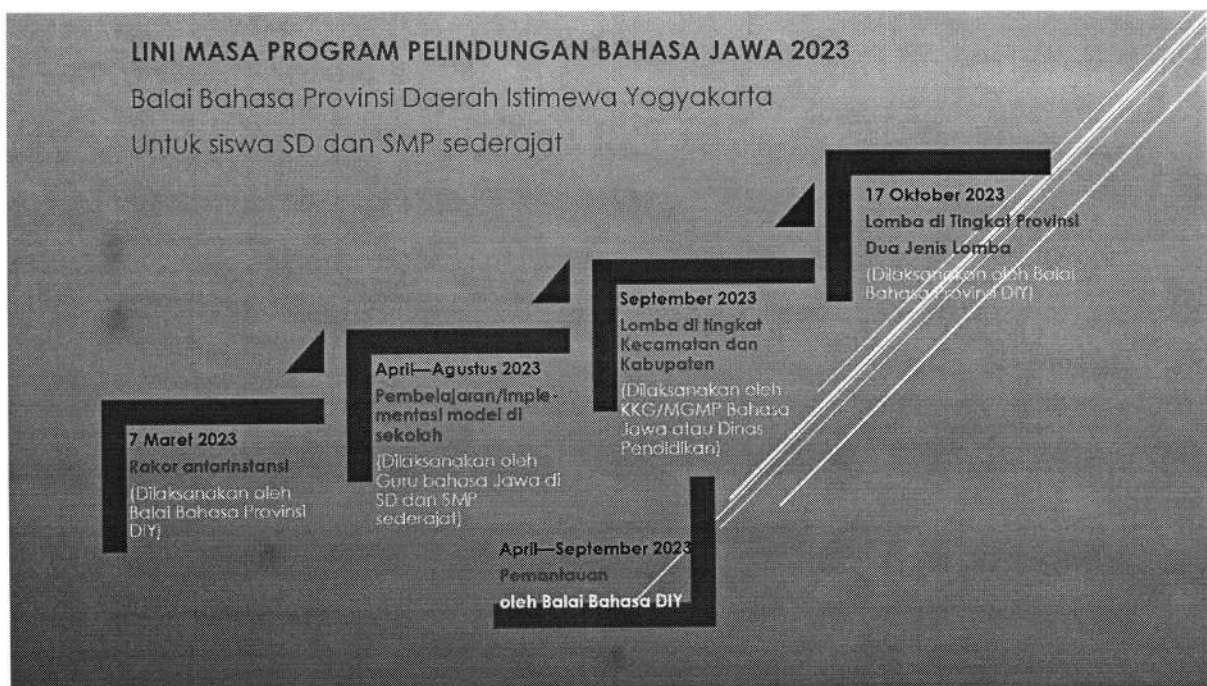 LINI MASA PROGRAM PELINDUNGAN BAHASA JAWA 2023
Balai Bahasa Provinsi Daerah Istimewa Yogyakarta
Untuk siswa SD dan SMP sederajat
7 Maret 2023
Rakor antarinstansi
(Dilaksanakan oleh
Balai Bahasa Provinsi
DIY)
April—Agustus 2023
Pembelajaran/Imple-
mentasi model di
sekolah
(Dilaksanakan oleh
Guru bahasa Jawa di
SD dan SMP
sederajat)
September 2023
Lomba di tingkat
Kecamatan dan
Kabupaten
(Dilaksanakan oleh
KKG/MGMP Bahasa
Jawa atau Dinas
Pendidikan)
17 Oktober 2023
Lomba di Tingkat Provinsi
Dua Jenis Lomba
(Dilaksanakan oleh Balai
Bahasa Provinsi DIY)
April—September 2023
Pemantauan
oleh Balai Bahasa DIY